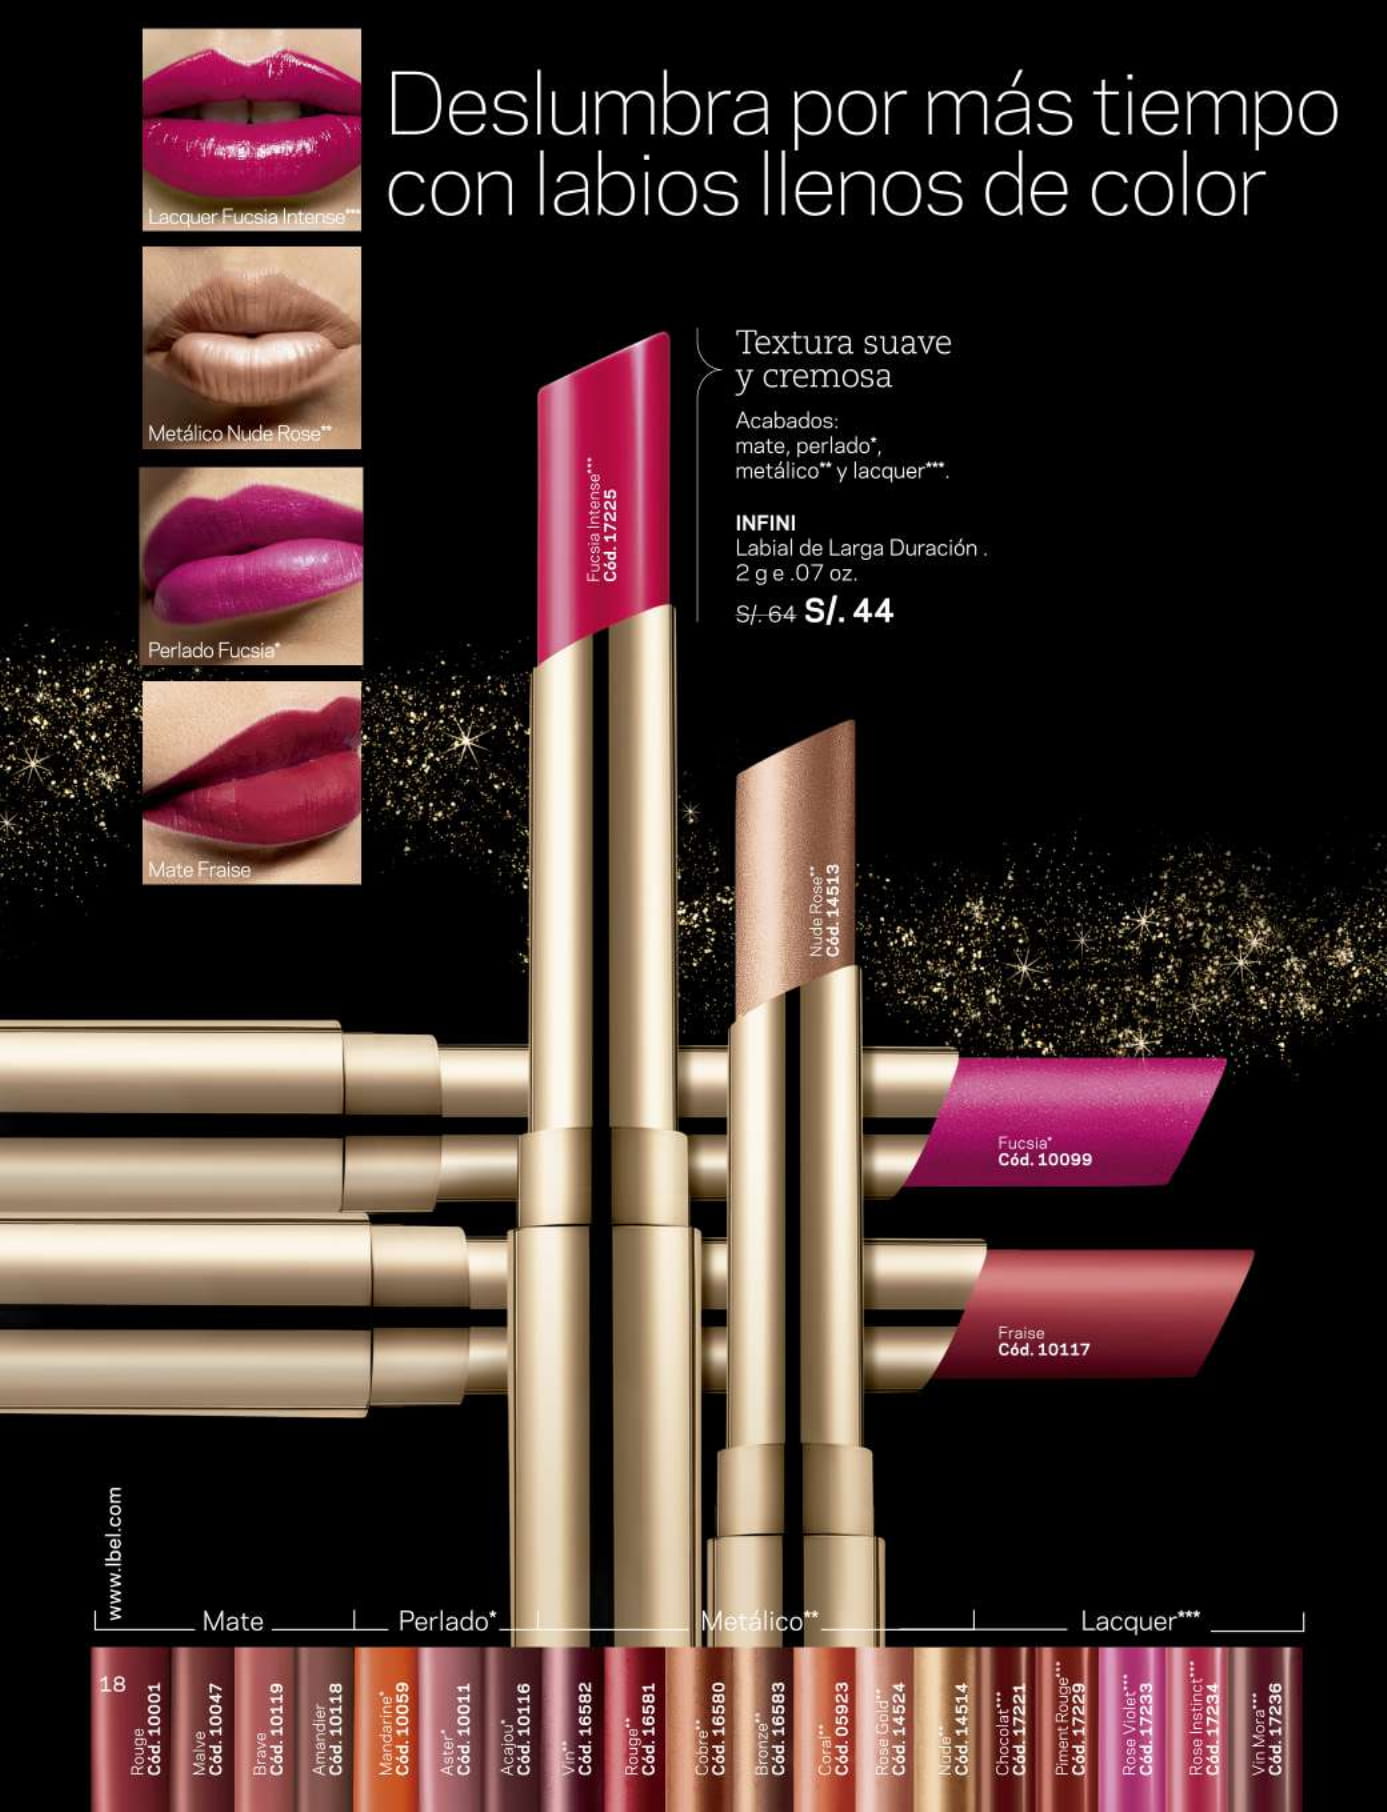 Deslumbra por más tiempo
con labios llenos de color
Lacquer Fucsia Intense***
Metálico Nude Rose**
Perlado Fucsia*
Mate Fraise
Textura suave
y cremosa
Acabados:
mate, perlado*,
metálico** y lacquer***.
INFINI
Labial de Larga Duración .
2 g e .07 oz.
S/. 64 S/. 44
Fucsia Intense***
Cód. 17225
Nude Rose**
Cód. 14513
Fucsia*
Cód. 10099
Fraise
Cód. 10117
www.lbel.com
Mate
Perlado*
Metálico**
Lacquer***
18
Rouge
Cód. 10001
Malve
Cód. 10047
Brave
Cód. 10119
Amandier
Cód. 10118
Mandarine*
Cód. 10059
Aster*
Cód. 10011
Acajou*
Cód. 10116
Vin**
Cód. 16582
Rouge**
Cód. 16581
Cobre**
Cód. 16580
Bronze**
Cód. 16583
Coral**
Cód. 05923
Rose Gold**
Cód. 14524
Nude**
Cód. 14514
Chocolat***
Cód. 17221
Piment Rouge***
Cód. 17229
Rose Violet***
Cód. 17233
Rose Instinct***
Cód. 17234
Vin Mora***
Cód. 17236